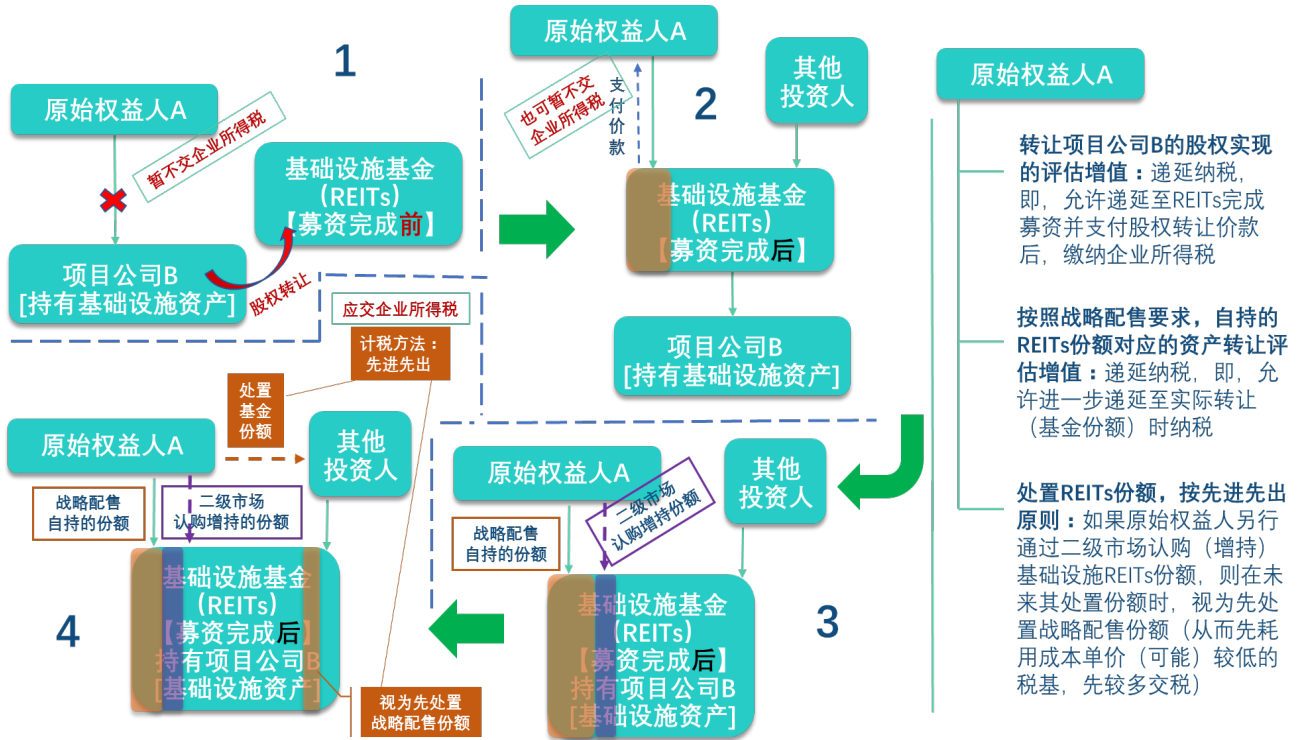 1
原始权益人A
暂不交企业所得税
基础设施基金
（REITs）
【募资完成前】
项目公司B
[持有基础设施资产]
股权转让
2
原始权益人A
也可暂不交
企业所得税
支
付
价
款
其他
投资人
基础设施基金
（REITs）
【募资完成后】
项目公司B
[持有基础设施资产]
3
原始权益人A
其他
投资人
战略配售
自持的份额
二级市场
认购增持份额
基础设施基金
（REITs）
【募资完成后】
持有项目公司B
[基础设施资产]
4
应交企业所得税
计税方法：
先进先出
处置
基金
份额
原始权益人A
其他
投资人
战略配售
自持的份额
二级市场
认购增持的份额
基础设施基金
（REITs）
【募资完成后】
持有项目公司B
[基础设施资产]
视为先处置
战略配售份额
原始权益人A
转让项目公司B的股权实现
的评估增值：递延纳税，
即，允许递延至REITs完成
募资并支付股权转让价款
后，缴纳企业所得税
按照战略配售要求，自持的
REITs份额对应的资产转让评
估增值：递延纳税，即，允
许进一步递延至实际转让
（基金份额）时纳税
处置REITs份额，按先进先出
原则：如果原始权益人另行
通过二级市场认购（增持）
基础设施REITs份额，则在未
来其处置份额时，视为先处
置战略配售份额（从而先耗
用成本单价（可能）较低的
税基，先较多交税）